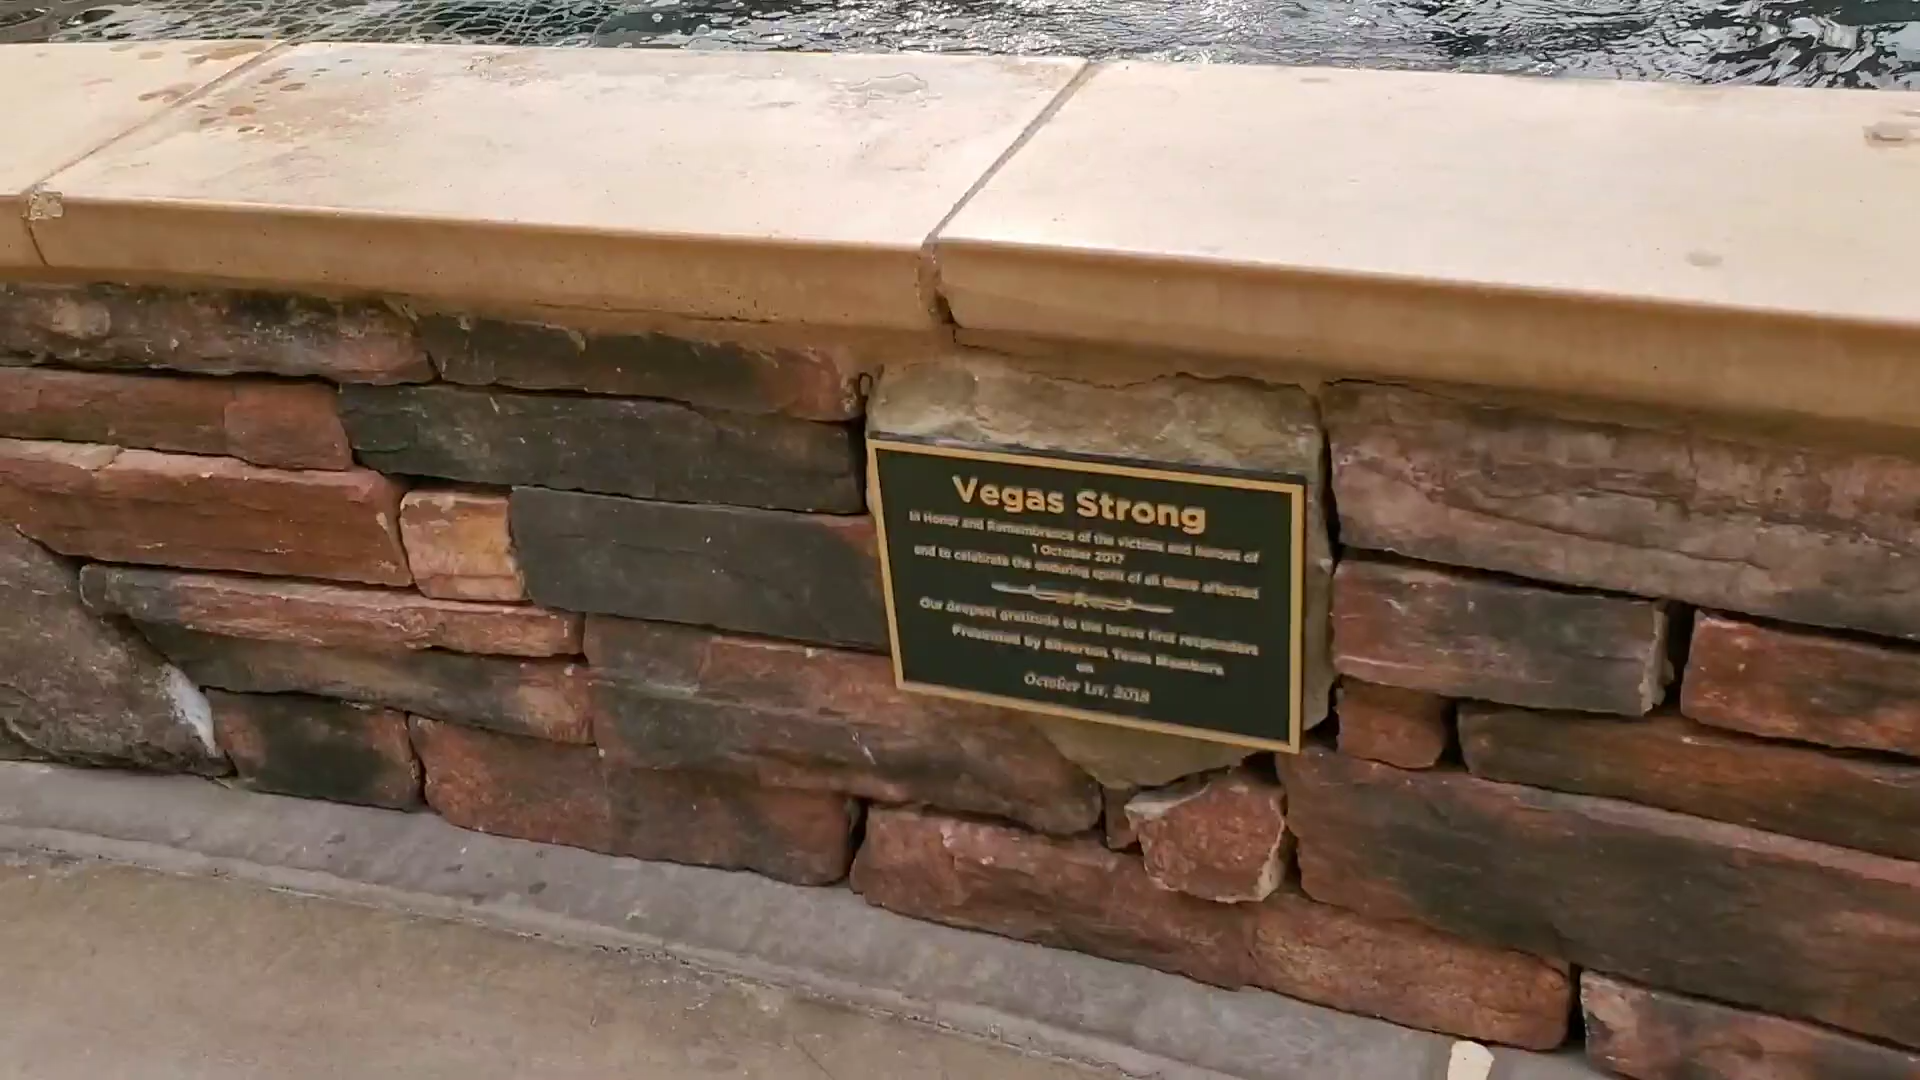 Vegas Strong
In Honor and Remembrance of the victims and heroes of
1 October 2017
and to celebrate the enduring spirit of all those affected
Our deepest gratitude to the brave first responders
Presented by Silverton Team Members
on
October 1st, 2018